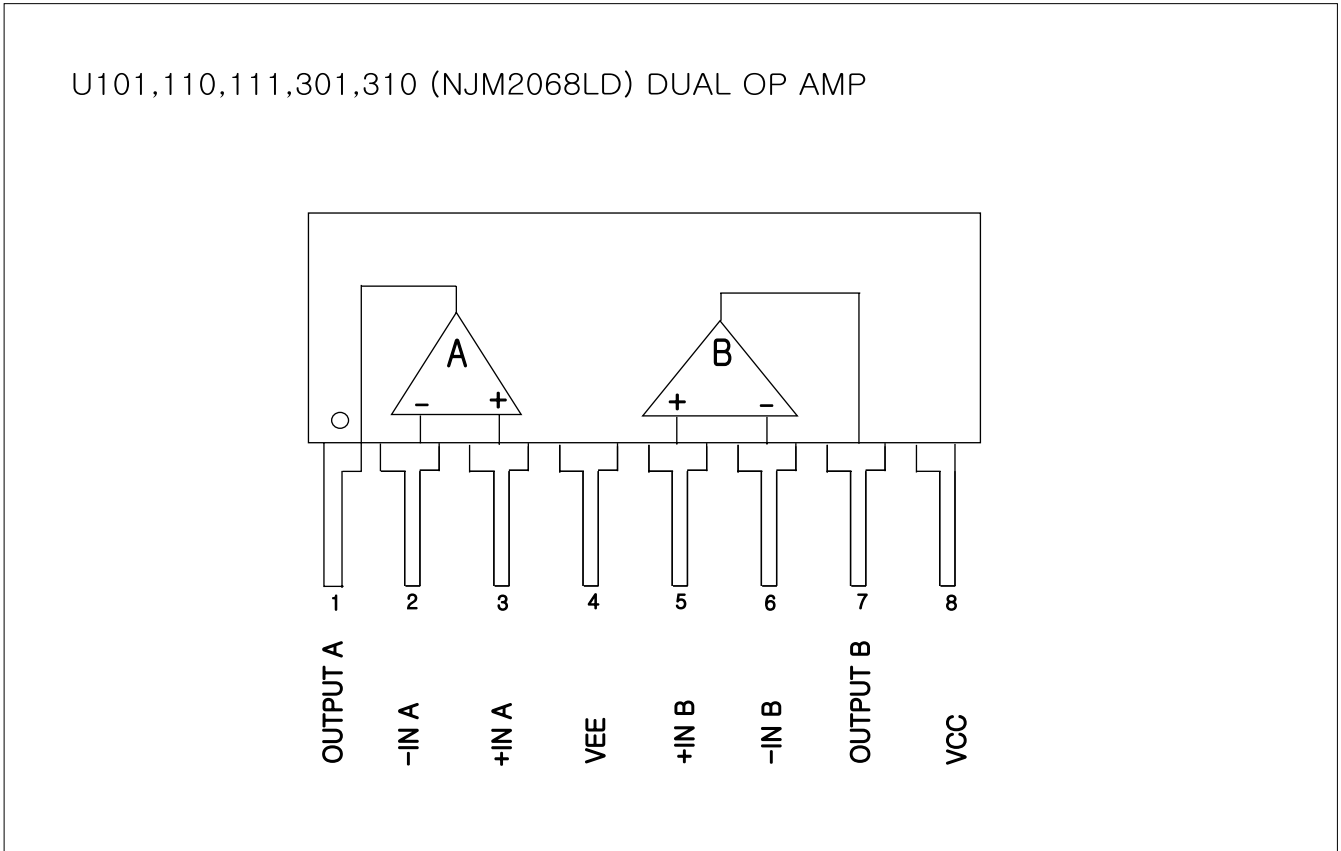 U101,110,111,301,310 (NJM2068LD) DUAL OP AMP
A
B
- +
+ -
1 2 3 4 5 6 7 8
OUTPUT A
-IN A
+IN A
VEE
+IN B
-IN B
OUTPUT B
VCC